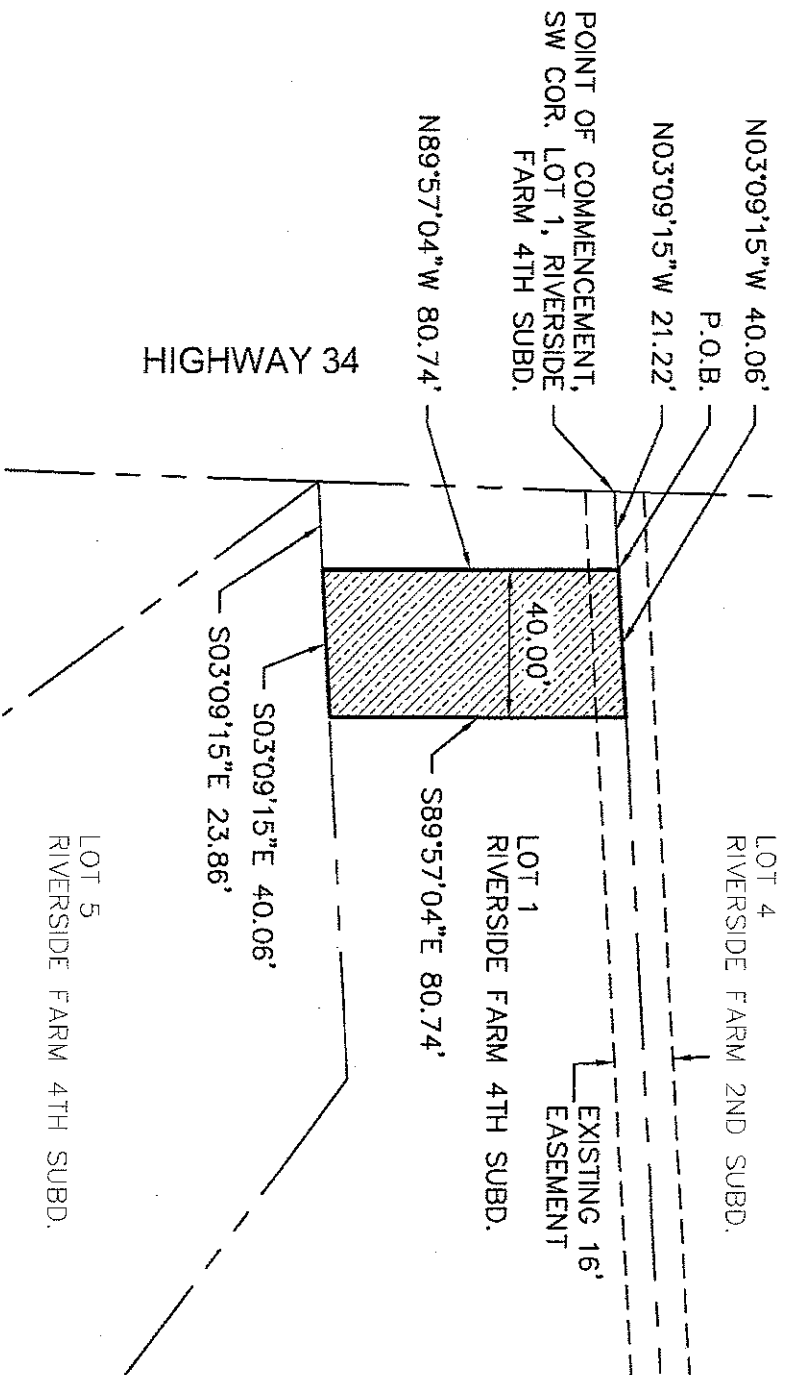 N03°09'15"W 40.06'
P.O.B.
N03°09'15"W 21.22'
POINT OF COMMENCEMENT,
SW COR. LOT 1, RIVERSIDE
FARM 4TH SUBD.
N89°57'04"W 80.74'
HIGHWAY 34
40.00'
S03°09'15"E 23.86'
S03°09'15"E 40.06'
S89°57'04"E 80.74'
LOT 4
RIVERSIDE FARM 2ND SUBD.
EXISTING 16'
EASEMENT
LOT 1
RIVERSIDE FARM 4TH SUBD.
LOT 5
RIVERSIDE FARM 4TH SUBD.